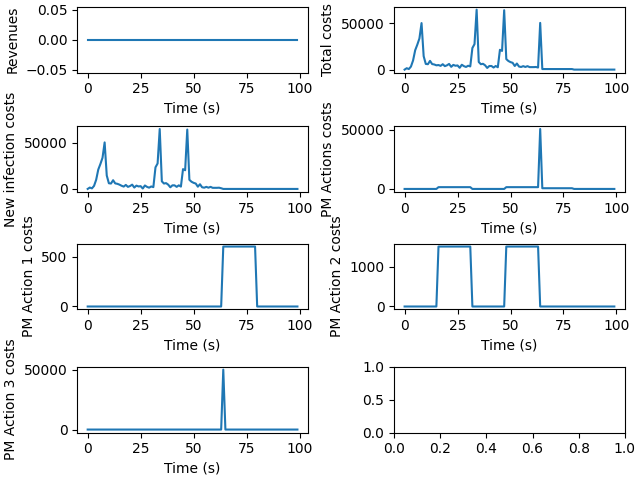 Revenues
0.05
0.00
−0.05
0 25 50 75 100
Time (s)
Total costs
50000
0
0 25 50 75 100
Time (s)
New infection costs
50000
0
0 25 50 75 100
Time (s)
PM Actions costs
50000
0
0 25 50 75 100
Time (s)
PM Action 1 costs
500
0
0 25 50 75 100
Time (s)
PM Action 2 costs
1000
0
0 25 50 75 100
Time (s)
PM Action 3 costs
50000
0
0 25 50 75 100
Time (s)
1.0
0.5
0.0
0.0 0.2 0.4 0.6 0.8 1.0